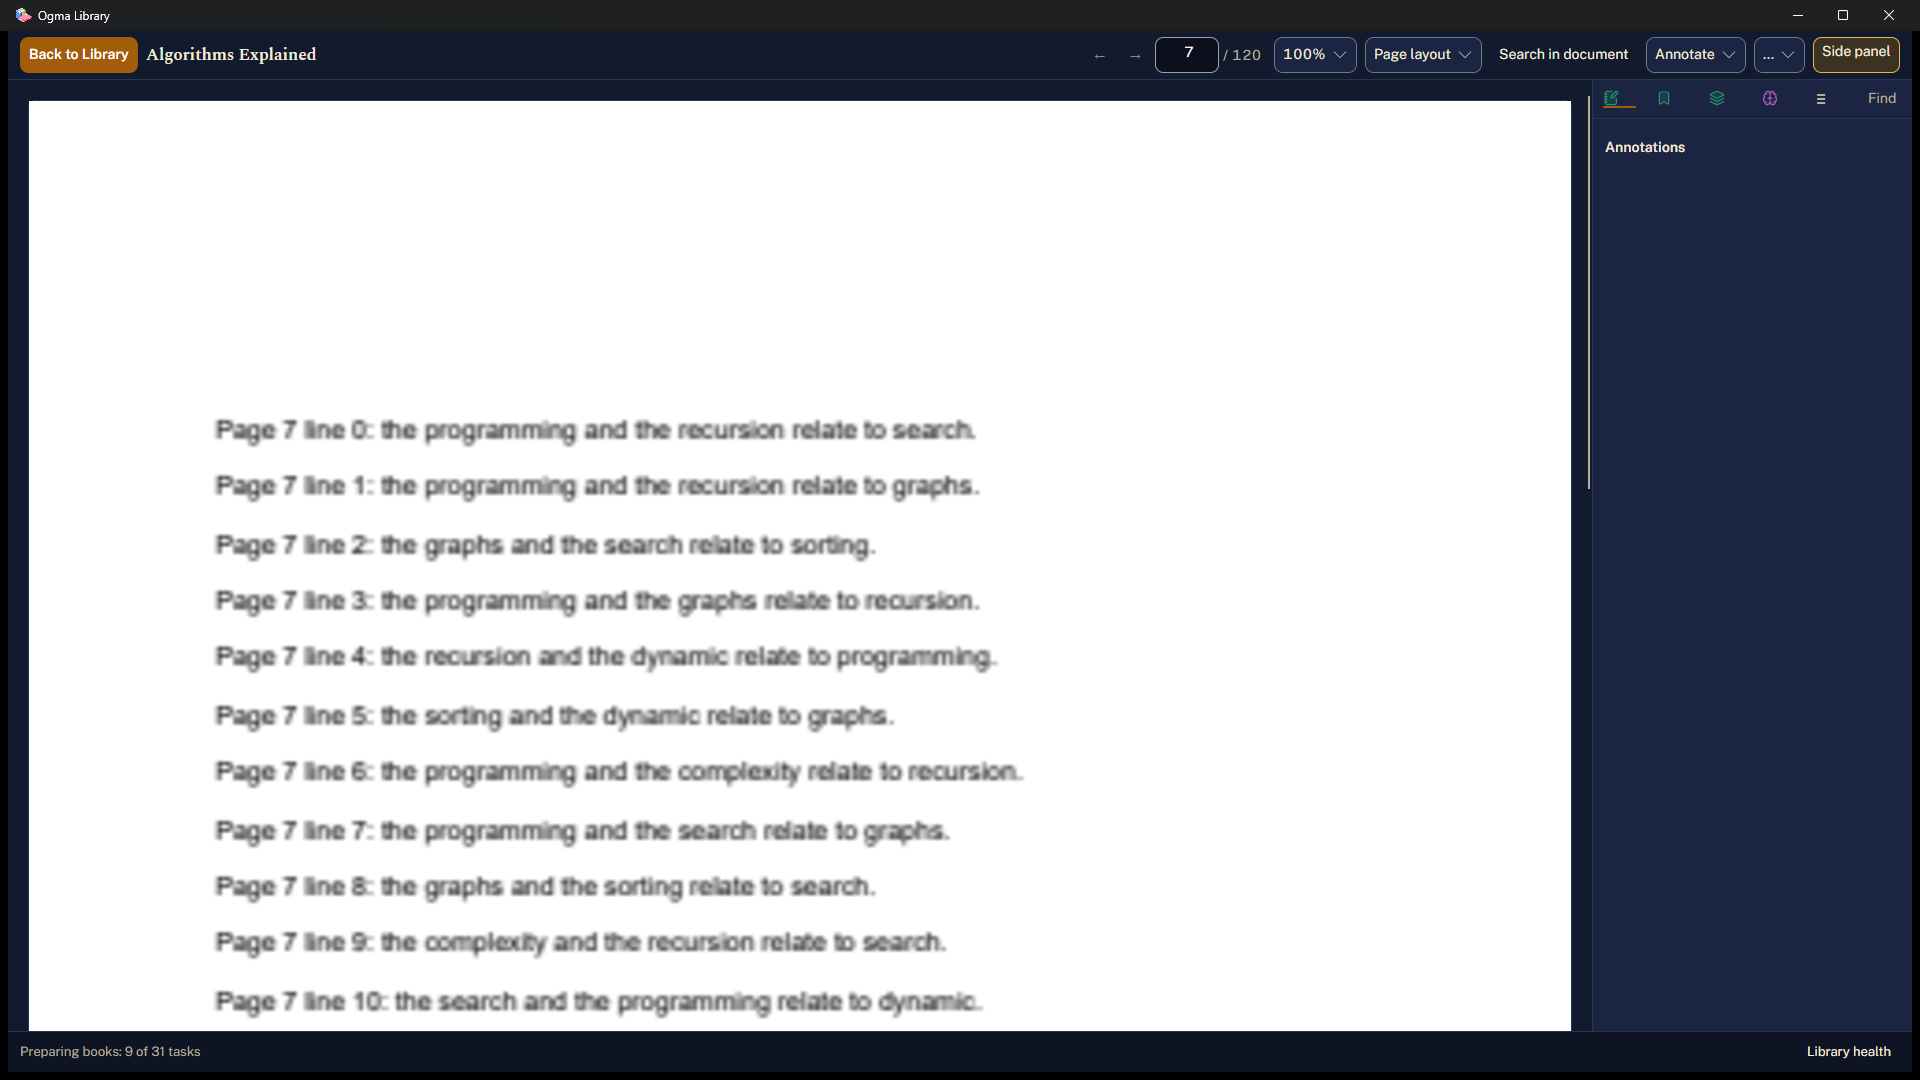 Ogma Library
Back to Library Algorithms Explained ← → 7 / 120 100% Page layout Search in document Annotate ... Side panel
Find
Annotations
Page 7 line 0: the programming and the recursion relate to search.
Page 7 line 1: the programming and the recursion relate to graphs.
Page 7 line 2: the graphs and the search relate to sorting.
Page 7 line 3: the programming and the graphs relate to recursion.
Page 7 line 4: the recursion and the dynamic relate to programming.
Page 7 line 5: the sorting and the dynamic relate to graphs.
Page 7 line 6: the programming and the complexity relate to recursion.
Page 7 line 7: the programming and the search relate to graphs.
Page 7 line 8: the graphs and the sorting relate to search.
Page 7 line 9: the complexity and the recursion relate to search.
Page 7 line 10: the search and the programming relate to dynamic.
Preparing books: 9 of 31 tasks
Library health